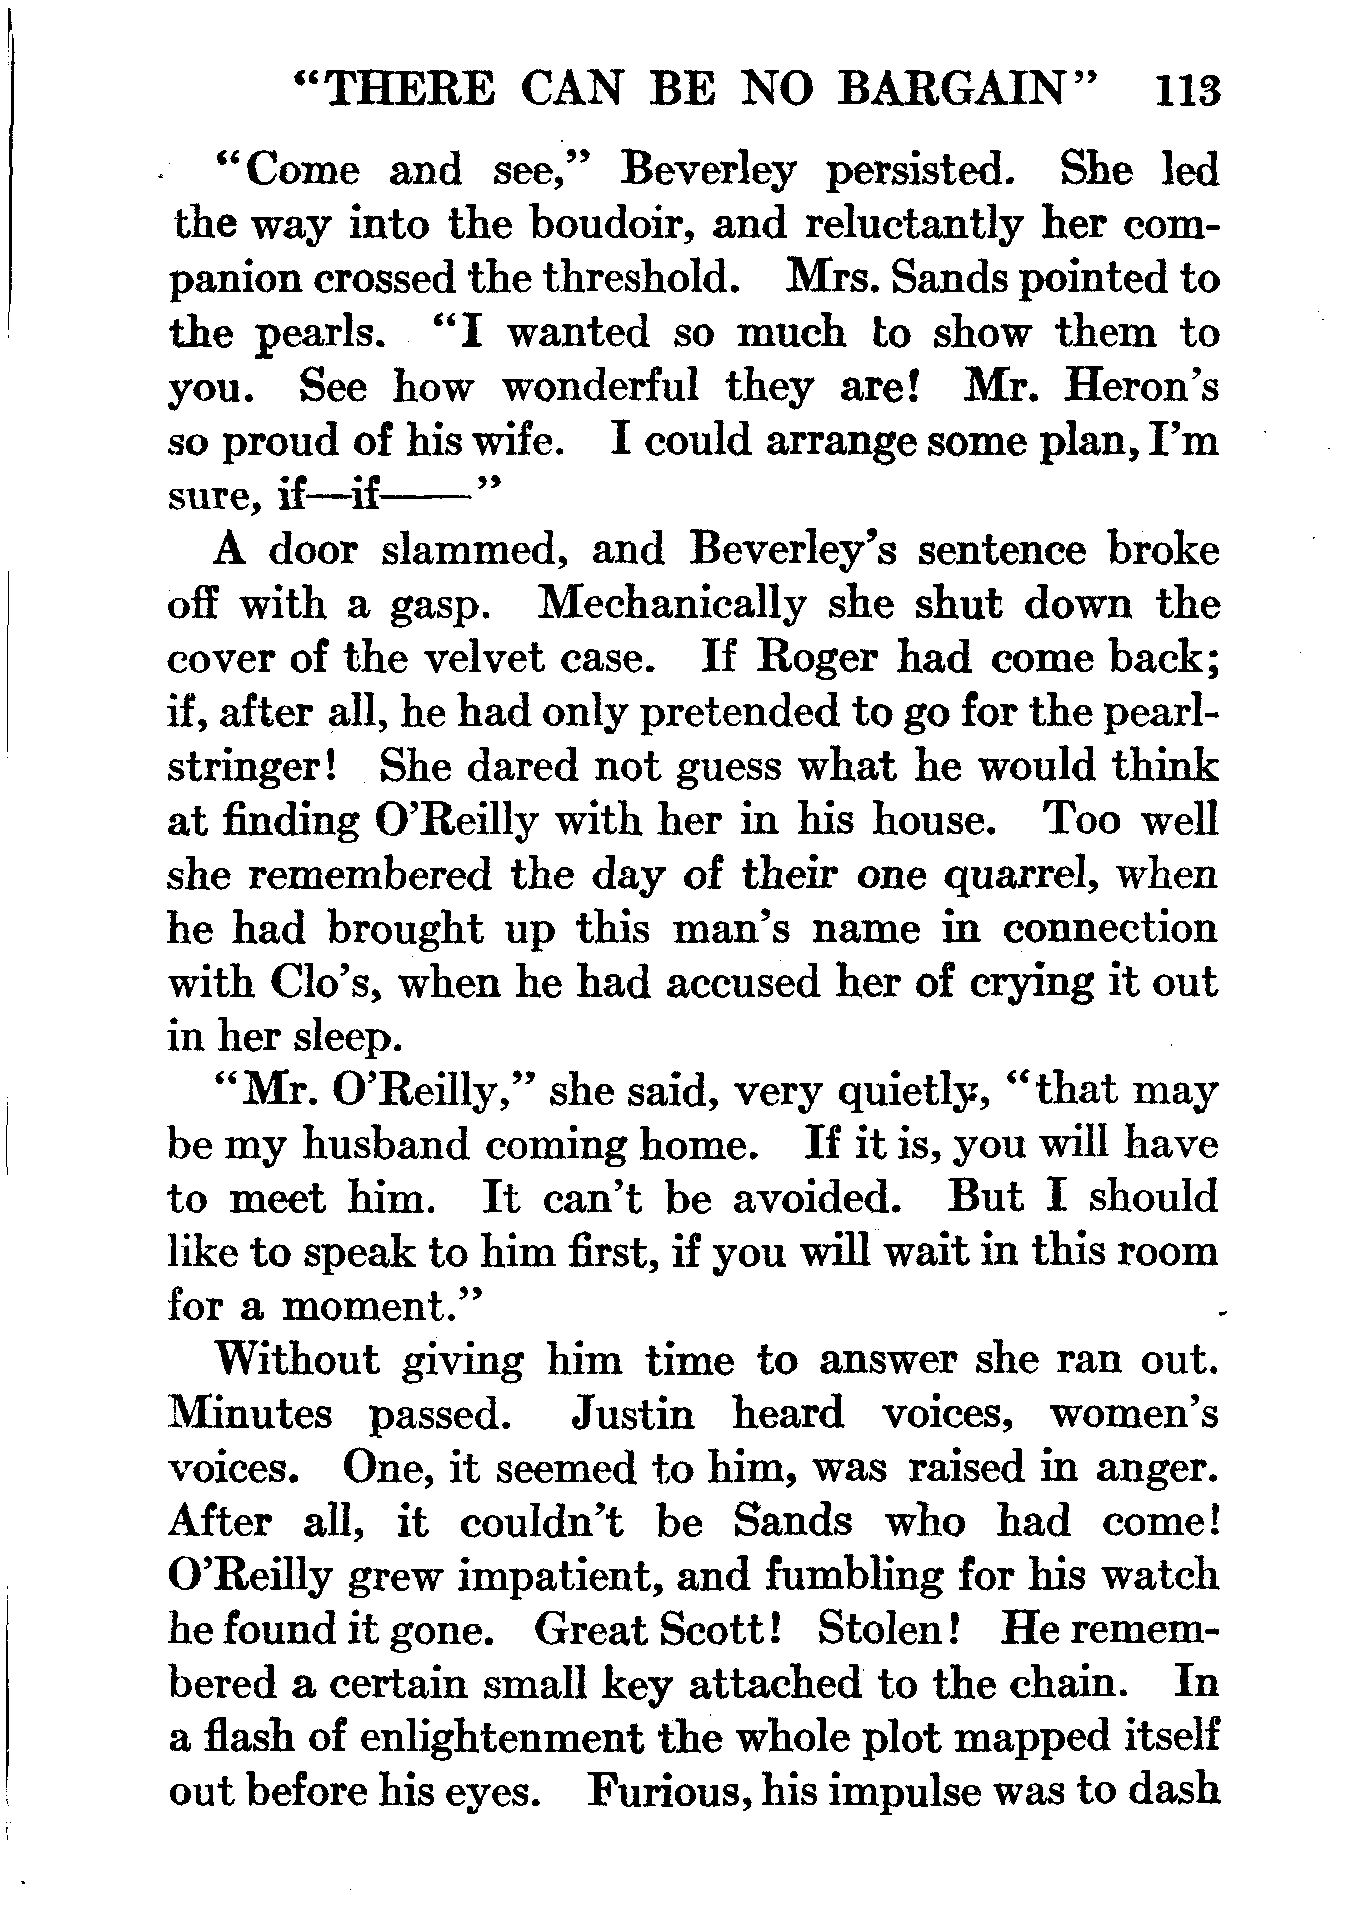 "THERE CAN BE NO BARGAIN" 113
"Come and see," Beverley persisted. She led
the way into the boudoir, and reluctantly her com-
panion crossed the threshold. Mrs. Sands pointed to
the pearls. "I wanted so much to show them to
you. See how wonderful they are! Mr. Heron's
so proud of his wife. I could arrange some plan, I'm
sure, if—if——"
A door slammed, and Beverley's sentence broke
off with a gasp. Mechanically she shut down the
cover of the velvet case. If Roger had come back;
if, after all, he had only pretended to go for the pearl-
stringer! She dared not guess what he would think
at finding O'Reilly with her in his house. Too well
she remembered the day of their one quarrel, when
he had brought up this man's name in connection
with Clo's, when he had accused her of crying it out
in her sleep.
"Mr. O'Reilly," she said, very quietly, "that may
be my husband coming home. If it is, you will have
to meet him. It can't be avoided. But I should
like to speak to him first, if you will wait in this room
for a moment."
Without giving him time to answer she ran out.
Minutes passed. Justin heard voices, women's
voices. One, it seemed to him, was raised in anger.
After all, it couldn't be Sands who had come!
O'Reilly grew impatient, and fumbling for his watch
he found it gone. Great Scott! Stolen! He remem-
bered a certain small key attached to the chain. In
a flash of enlightenment the whole plot mapped itself
out before his eyes. Furious, his impulse was to dash